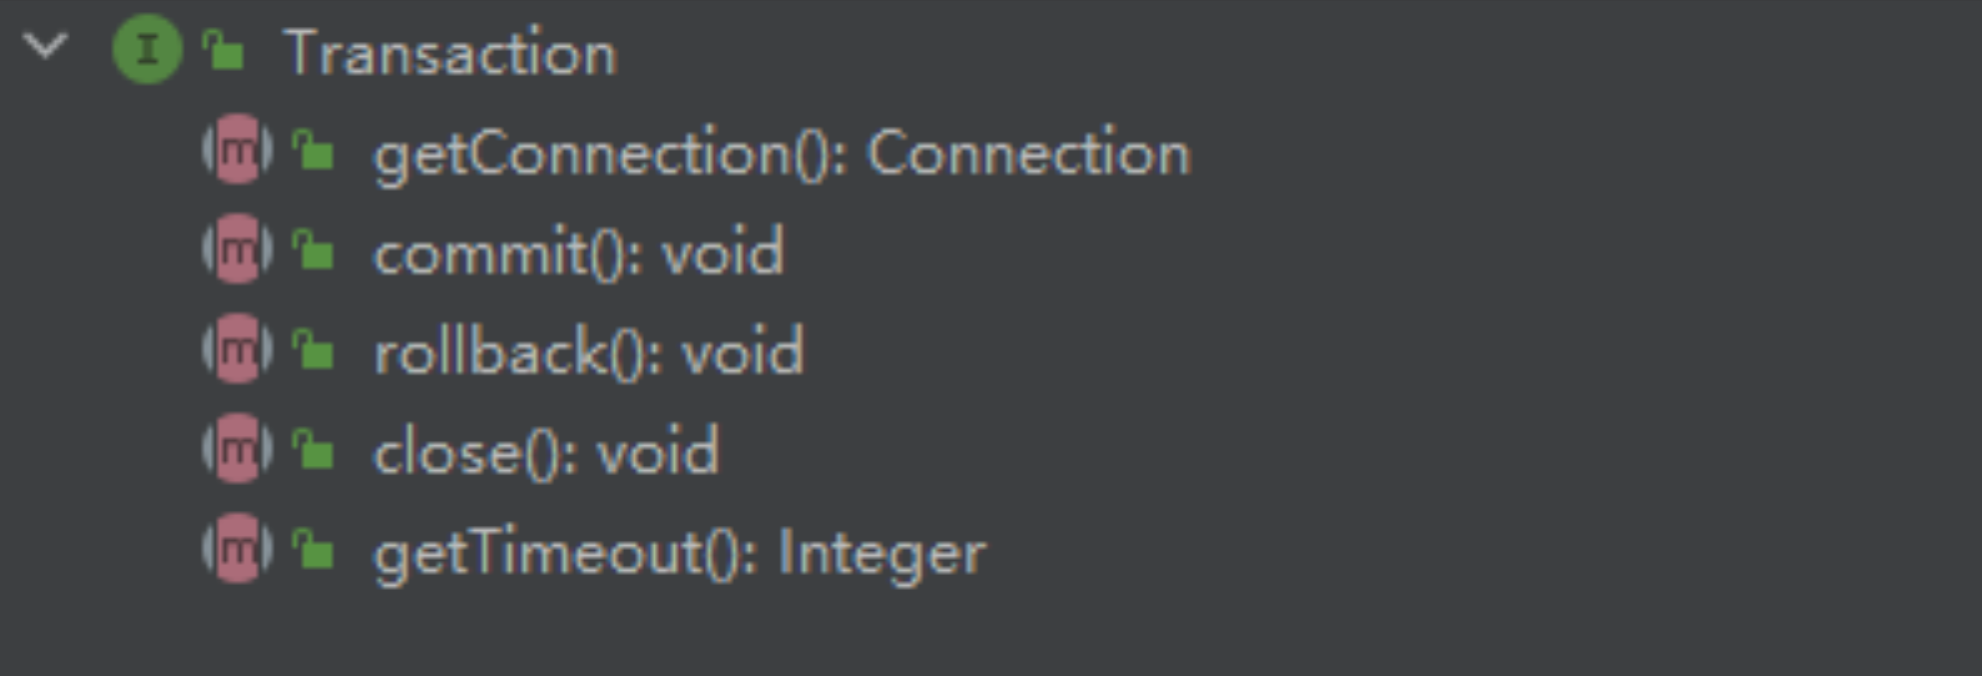 Transaction
getConnection(): Connection
commit(): void
rollback(): void
close(): void
getTimeout(): Integer